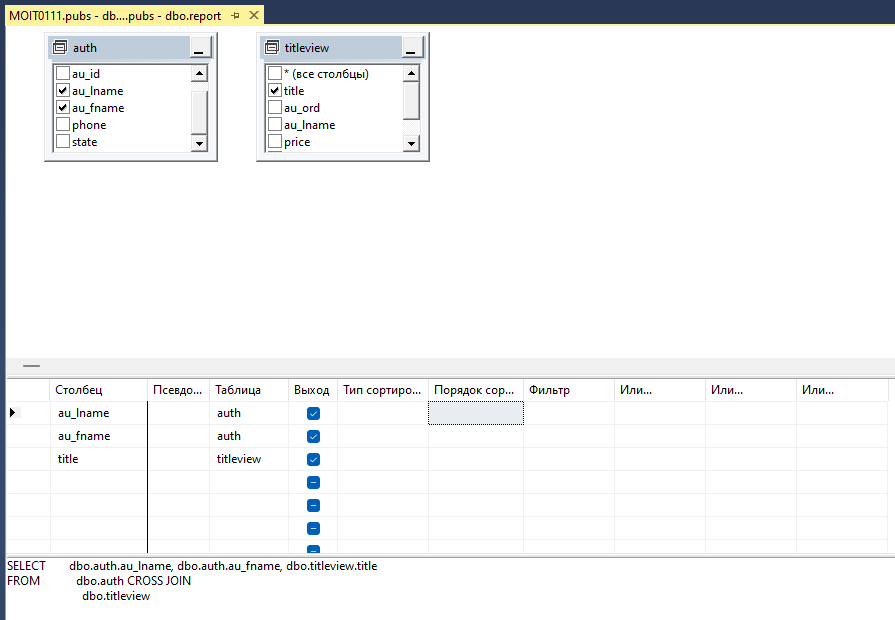 MOIT0111.pubs - db....pubs - dbo.report
auth
au_id
au_lname
au_fname
phone
state
titleview
* (все столбцы)
title
au_ord
au_lname
price
Столбец Псевдо... Таблица Выход Тип сортиро... Порядок сор... Фильтр Или... Или... Или...
au_lname auth
au_fname auth
title titleview
SELECT dbo.auth.au_lname, dbo.auth.au_fname, dbo.titleview.title
FROM dbo.auth CROSS JOIN
dbo.titleview